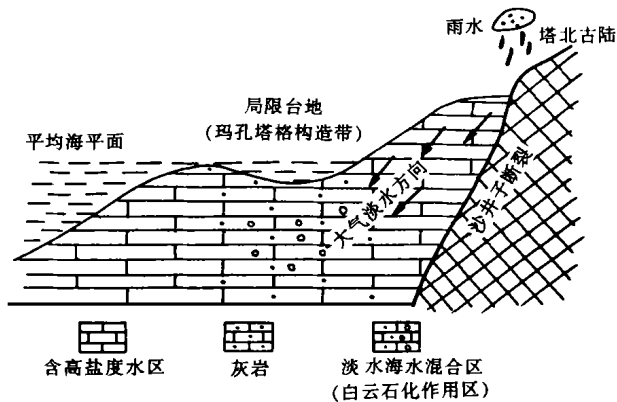 雨水
塔北古陆
局限台地
(玛孔塔格构造带)
平均海平面
大气淡水方向
沙井子断裂
含高盐度水区
灰岩
淡水海水混合区
(白云石化作用区)